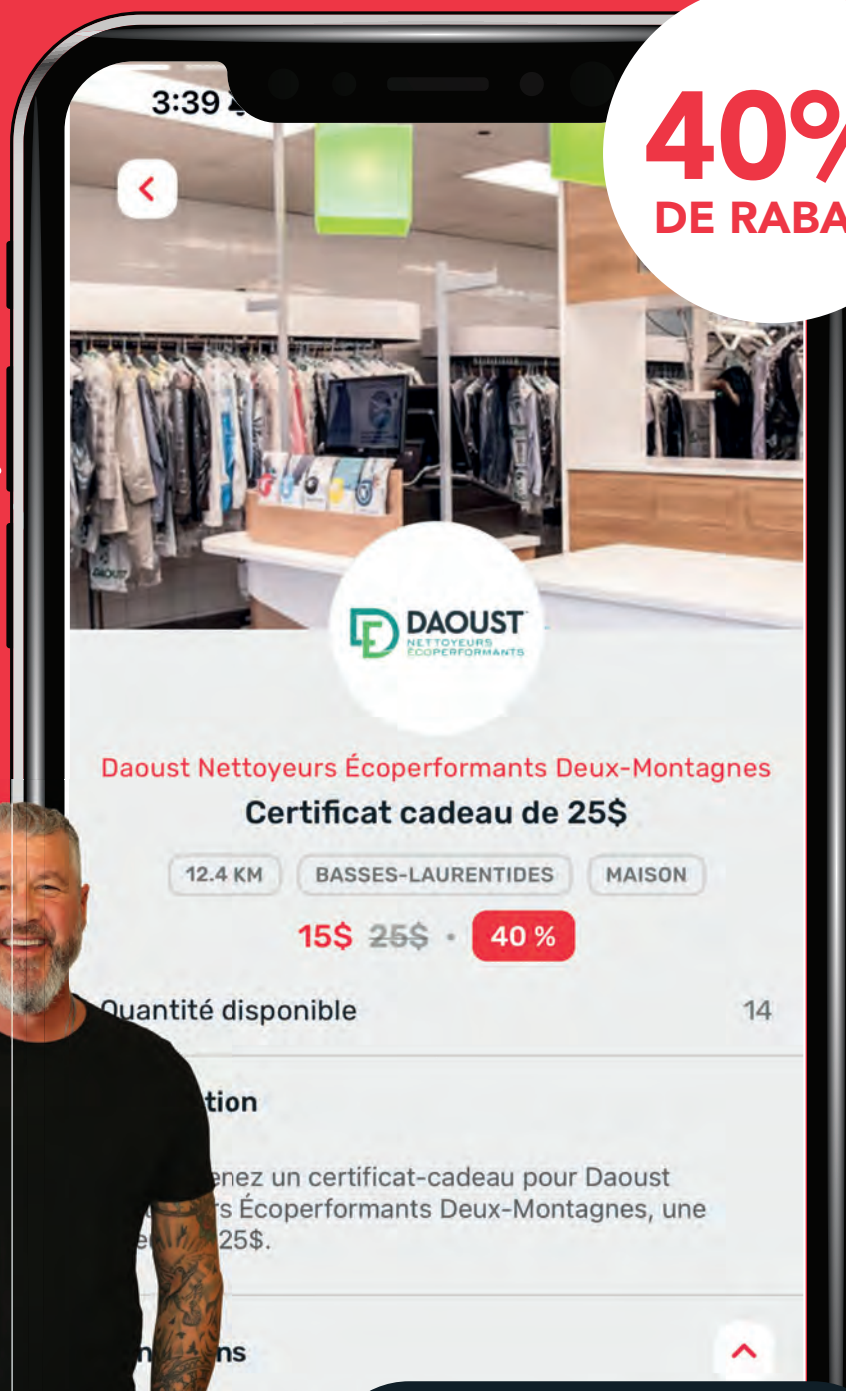 3:39
40%
DE RABA
DAOUST
DAOUST
NETTOYEURS
ÉCOPERFORMANTS
Daoust Nettoyeurs Écoperformants Deux-Montagnes
Certificat cadeau de 25$
12.4 KM BASSES-LAURENTIDES MAISON
15$ 25$ • 40 %
Quantité disponible 14
tion
enez un certificat-cadeau pour Daoust
rs Écoperformants Deux-Montagnes, une
25$.
ns